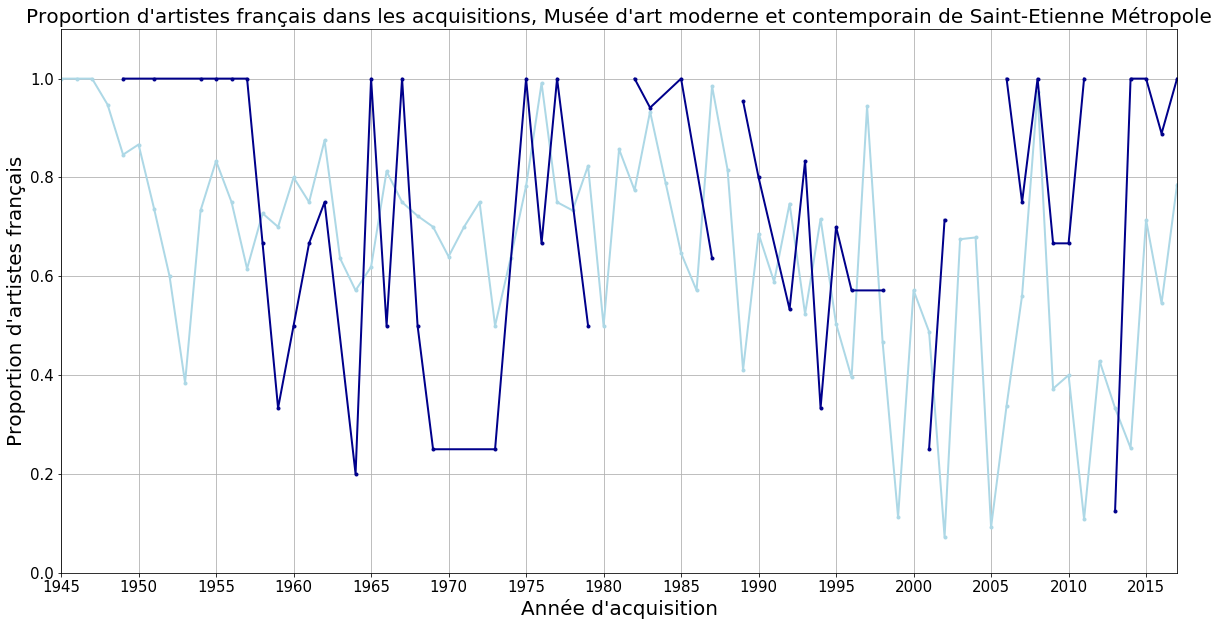 Proportion d'artistes français dans les acquisitions, Musée d'art moderne et contemporain de Saint-Etienne Métropole
Proportion d'artistes français
1.0
0.8
0.6
0.4
0.2
0.0
1945 1950 1955 1960 1965 1970 1975 1980 1985 1990 1995 2000 2005 2010 2015
Année d'acquisition